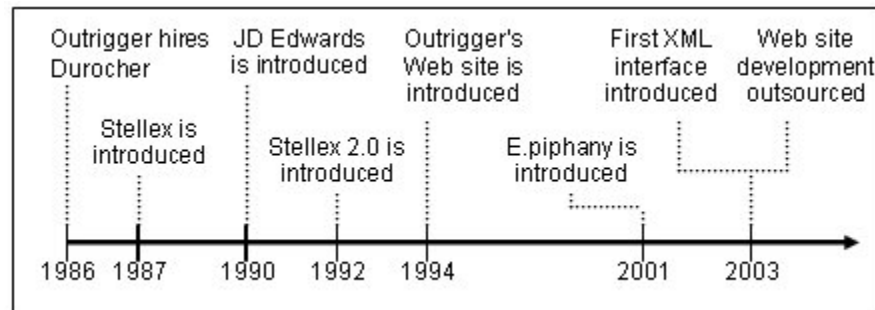 Outrigger hires
Durocher
JD Edwards
is introduced
Outrigger's
Web site is
introduced
First XML
interface
introduced
Web site
development
outsourced
Stellex is
introduced
Stellex 2.0 is
introduced
E.piphany is
introduced
1986
1987
1990
1992
1994
2001
2003